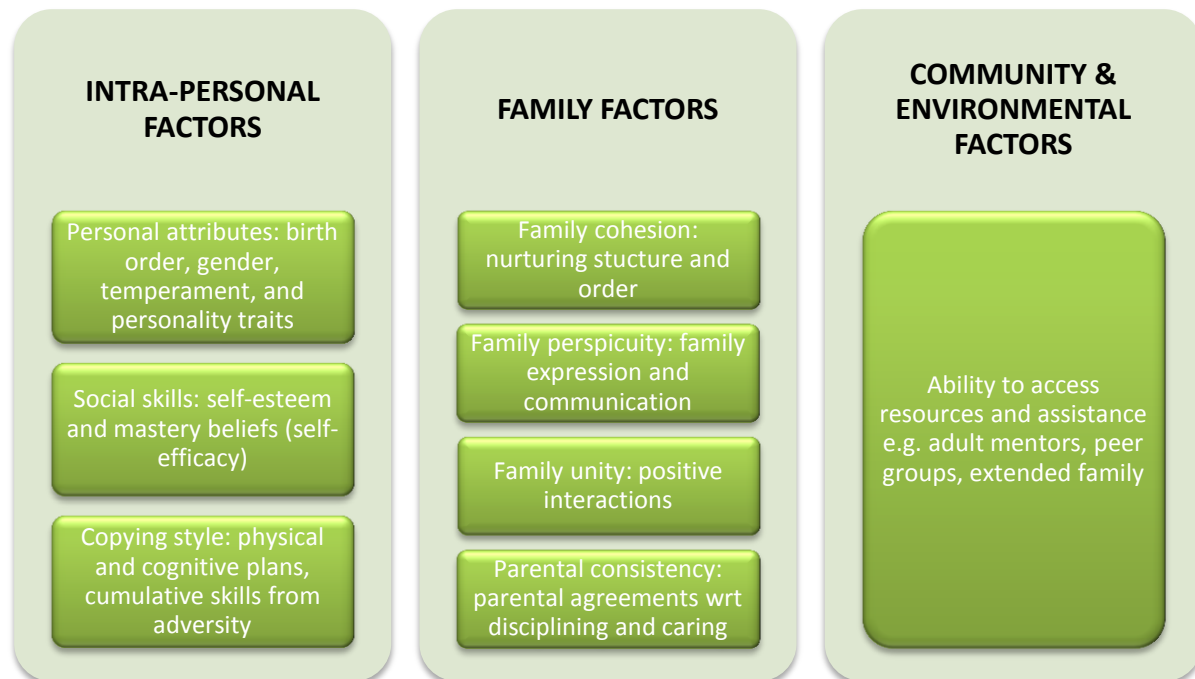 INTRA-PERSONAL
FACTORS
Personal attributes: birth
order, gender,
temperament, and
personality traits
Social skills: self-esteem
and mastery beliefs (self-
efficacy)
Copying style: physical
and cognitive plans,
cumulative skills from
adversity
FAMILY FACTORS
Family cohesion:
nurturing stucture and
order
Family perspicuity: family
expression and
communication
Family unity: positive
interactions
Parental consistency:
parental agreements wrt
disciplining and caring
COMMUNITY &
ENVIRONMENTAL
FACTORS
Ability to access
resources and assistance
e.g. adult mentors, peer
groups, extended family